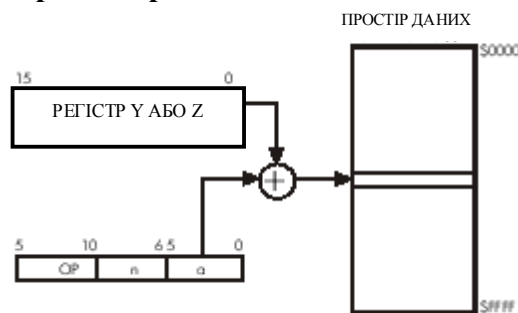 ПРОСТІР ДАНИХ
$0000
15 0
РЕГІСТР Y АБО Z
+
5 10 6 5 0
OP n a
$FFFF